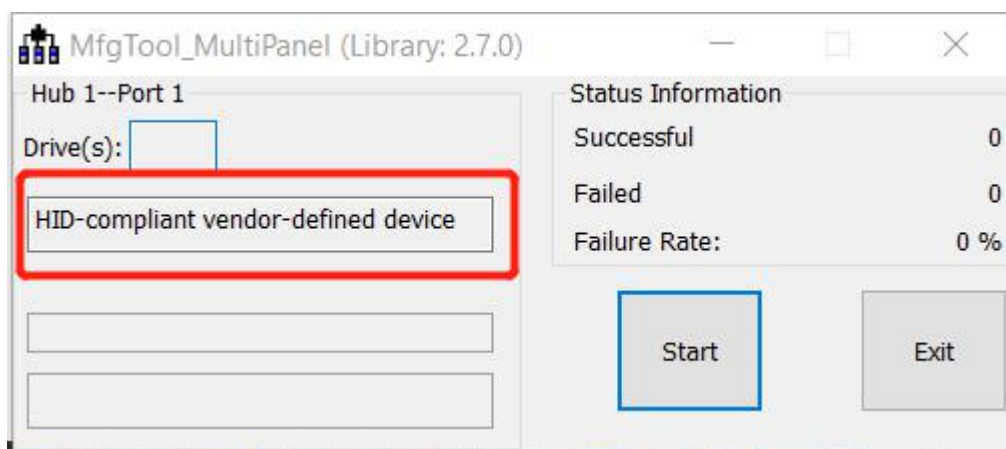 MfgTool_MultiPanel (Library: 2.7.0)
Hub 1--Port 1
Drive(s):
HID-compliant vendor-defined device
Status Information
Successful 0
Failed 0
Failure Rate: 0 %
Start
Exit